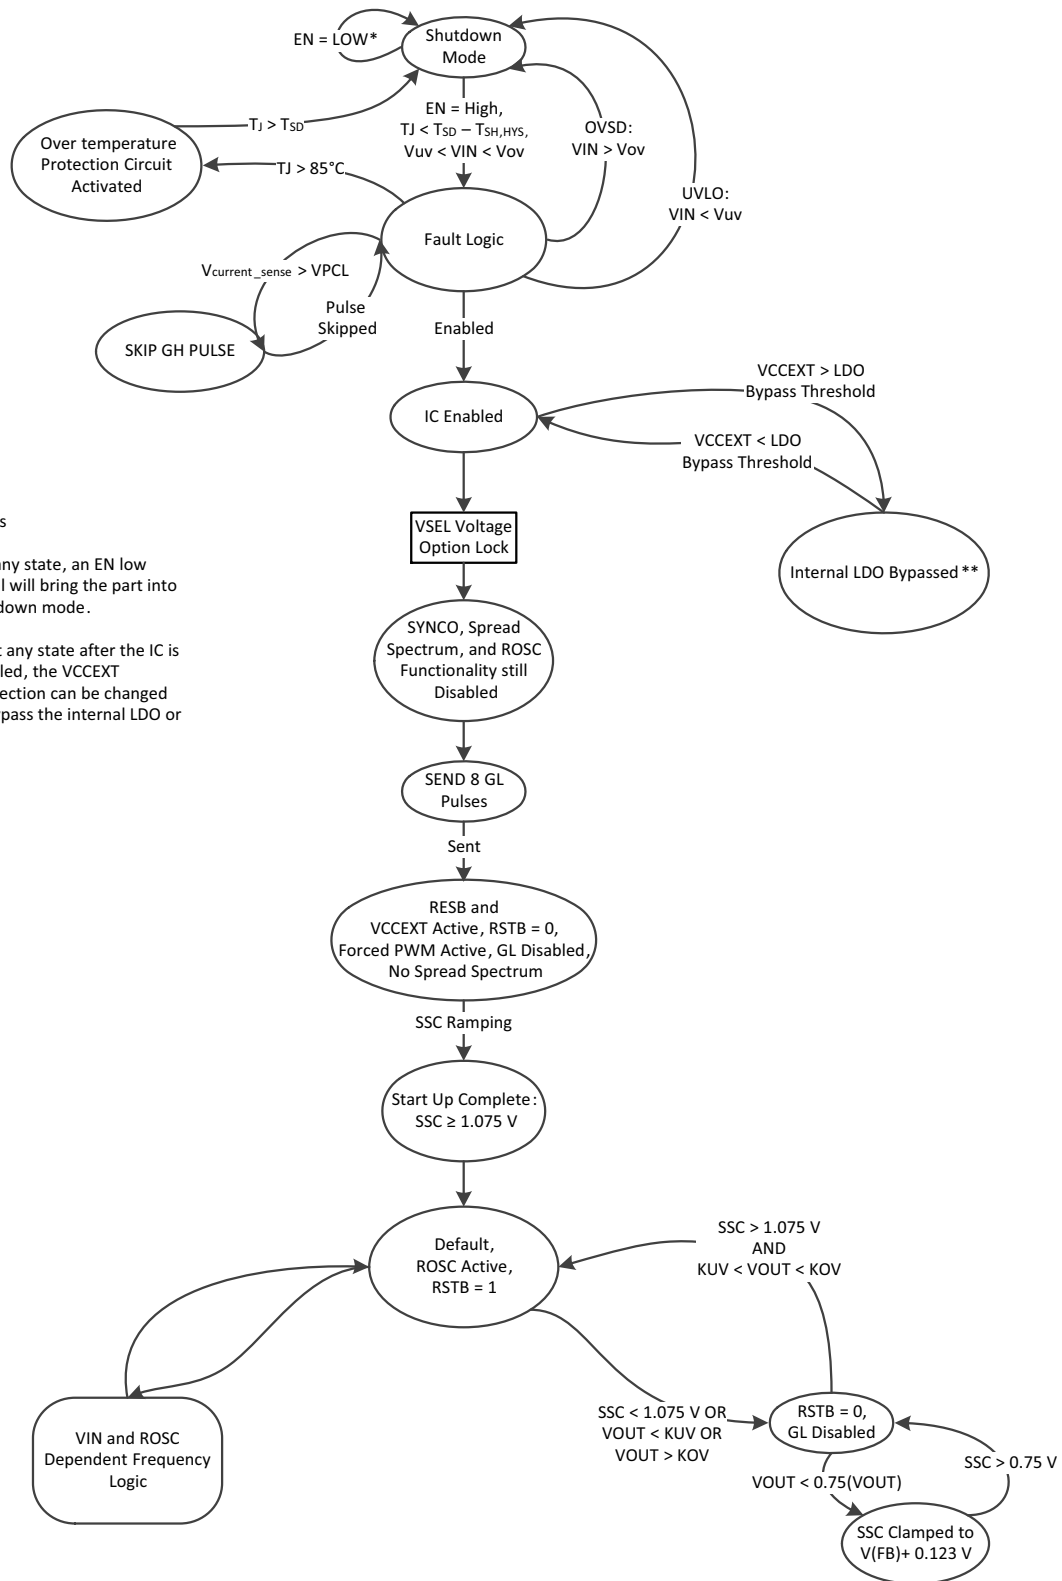 EN = LOW*
Shutdown
Mode
TJ > TSD
EN = High,
TJ < TSD – TSH,HYS,
Vuv < VIN < Vov
OVSD:
VIN > Vov
UVLO:
VIN < Vuv
Over temperature
Protection Circuit
Activated
TJ > 85°C
Fault Logic
Vcurrent_sense > VPCL
Pulse
Skipped
SKIP GH PULSE
Enabled
IC Enabled
VCCEXT > LDO
Bypass Threshold
VCCEXT < LDO
Bypass Threshold
Internal LDO Bypassed**
VSEL Voltage
Option Lock
s
any state, an EN low
l will bring the part into
down mode.
t any state after the IC is
led, the VCCEXT
ection can be changed
pass the internal LDO or
SYNCO, Spread
Spectrum, and ROSC
Functionality still
Disabled
SEND 8 GL
Pulses
Sent
RESB and
VCCEXT Active, RSTB = 0,
Forced PWM Active, GL Disabled,
No Spread Spectrum
SSC Ramping
Start Up Complete:
SSC ≥ 1.075 V
Default,
ROSC Active,
RSTB = 1
SSC > 1.075 V
AND
KUV < VOUT < KOV
VIN and ROSC
Dependent Frequency
Logic
SSC < 1.075 V OR
VOUT < KUV OR
VOUT > KOV
RSTB = 0,
GL Disabled
VOUT < 0.75(VOUT)
SSC > 0.75 V
SSC Clamped to
V(FB)+ 0.123 V